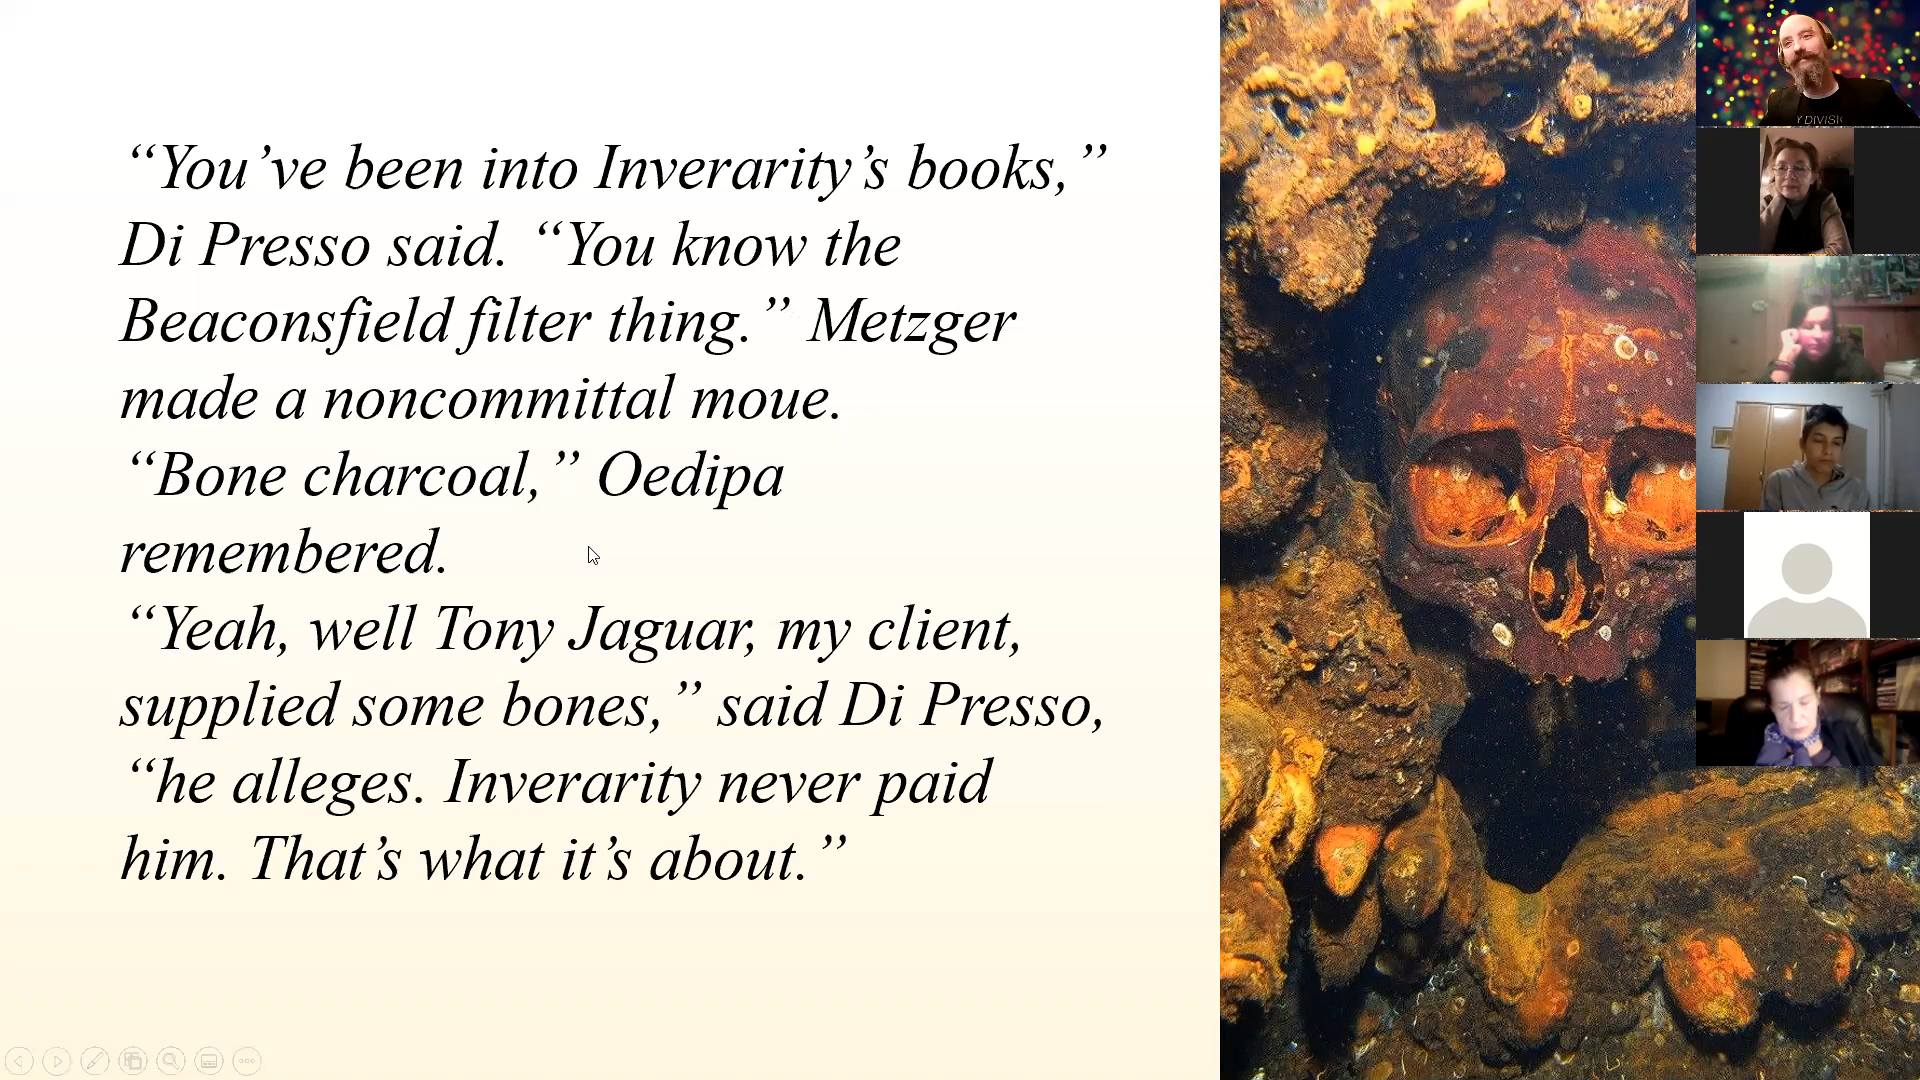 “You’ve been into Inverarity’s books,”
Di Presso said. “You know the
Beaconsfield filter thing.” Metzger
made a noncommittal moue.
“Bone charcoal,” Oedipa
remembered.
“Yeah, well Tony Jaguar, my client,
supplied some bones,” said Di Presso,
“he alleges. Inverarity never paid
him. That’s what it’s about.”
Y DIVISI